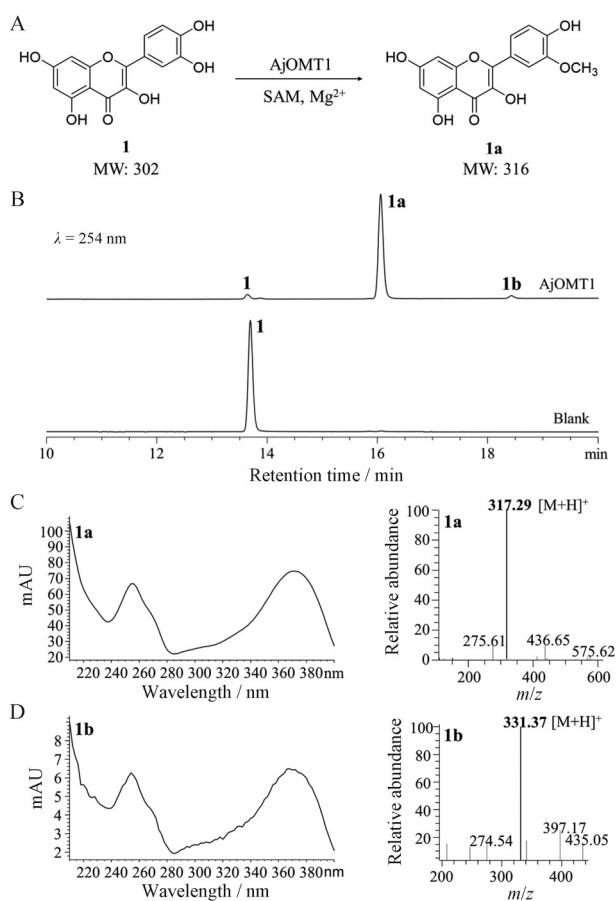 A
OH
HO
O
OH
OH
OH
O
1
MW: 302
AjOMT1
SAM, Mg²⁺
OH
HO
O
OCH₃
OH
OH
O
1a
MW: 316
B
λ = 254 nm
1
1a
1b
AjOMT1
1
Blank
10 12 14 16 18 min
Retention time / min
C
1a
mAU
100
90
80
70
60
50
40
30
20
220 240 260 280 300 320 340 360 380nm
Wavelength / nm
1a
317.29 [M+H]⁺
Relative abundance
100
80
60
40
20
0
275.61
436.65
575.62
200 400 600
m/z
D
1b
mAU
8
7
6
5
4
3
2
220 240 260 280 300 320 340 360 380nm
Wavelength / nm
1b
331.37 [M+H]⁺
Relative abundance
100
80
60
40
20
274.54
397.17
435.05
200 300 400
m/z